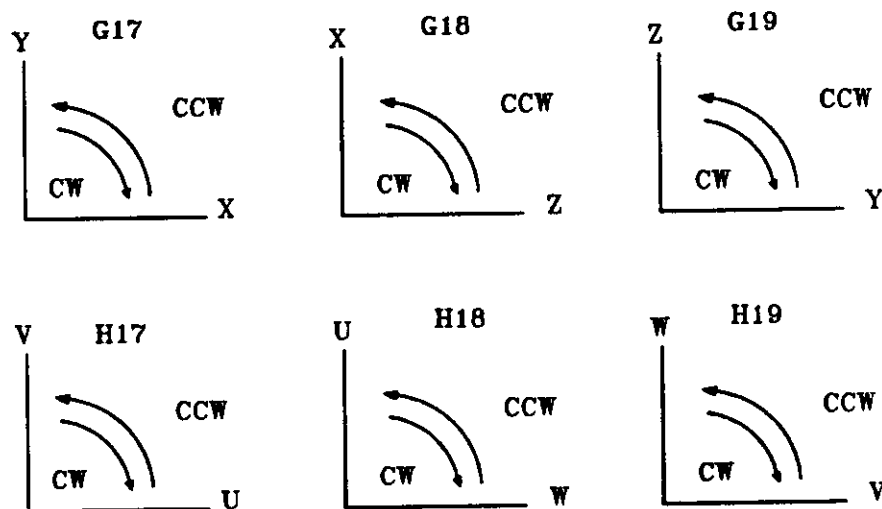 G17 G18 G19
Y X Z
CCW CCW CCW
CW CW CW
X Z Y
H17 H18 H19
V U W
CCW CCW CCW
CW CW CW
U W V